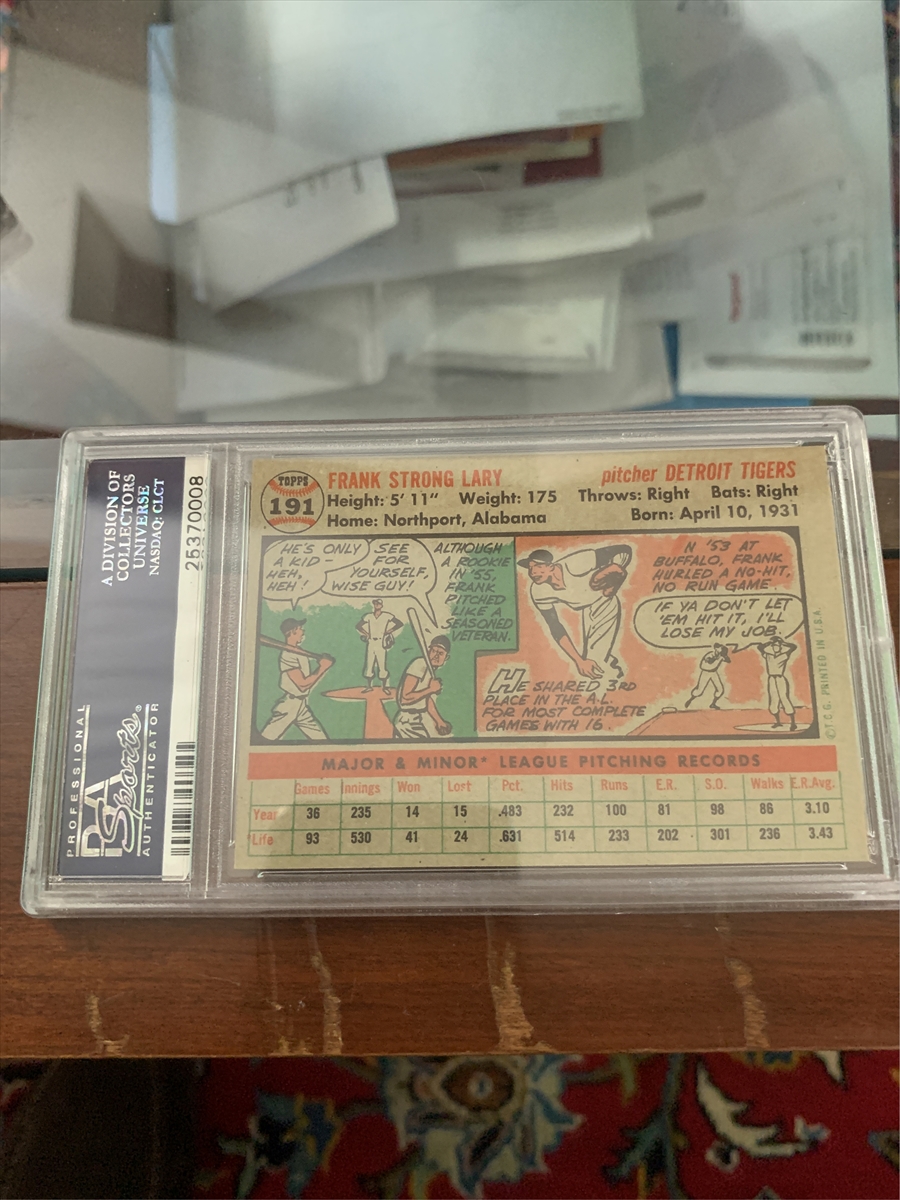 A DIVISION OF
COLLECTORS
UNIVERSE
NASDAQ: CLCT
25370008
PROFESSIONAL
PSA
Sports®
AUTHENTICATOR
TOPPS
191
FRANK STRONG LARY
pitcher DETROIT TIGERS
Height: 5' 11" Weight: 175 Throws: Right Bats: Right
Home: Northport, Alabama Born: April 10, 1931
HE'S ONLY
A KID-
HEH,
HEH!
SEE
FOR
YOURSELF,
WISE GUY!
ALTHOUGH
A ROOKIE
IN '55,
FRANK
PITCHED
LIKE A
SEASONED
VETERAN.
HE SHARED 3RD
PLACE IN THE A.L.
FOR MOST COMPLETE
GAMES WITH 16.
N '53 AT
BUFFALO, FRANK
HURLED A NO-HIT,
NO RUN GAME.
IF YA DON'T LET
'EM HIT IT, I'LL
LOSE MY JOB.
©T.C.G. PRINTED IN U.S.A.
MAJOR & MINOR* LEAGUE PITCHING RECORDS
Games Innings Won Lost Pct. Hits Runs E.R. S.O. Walks E.R.Avg.
Year 36 235 14 15 .483 232 100 81 98 86 3.10
*Life 93 530 41 24 .631 514 233 202 301 236 3.43